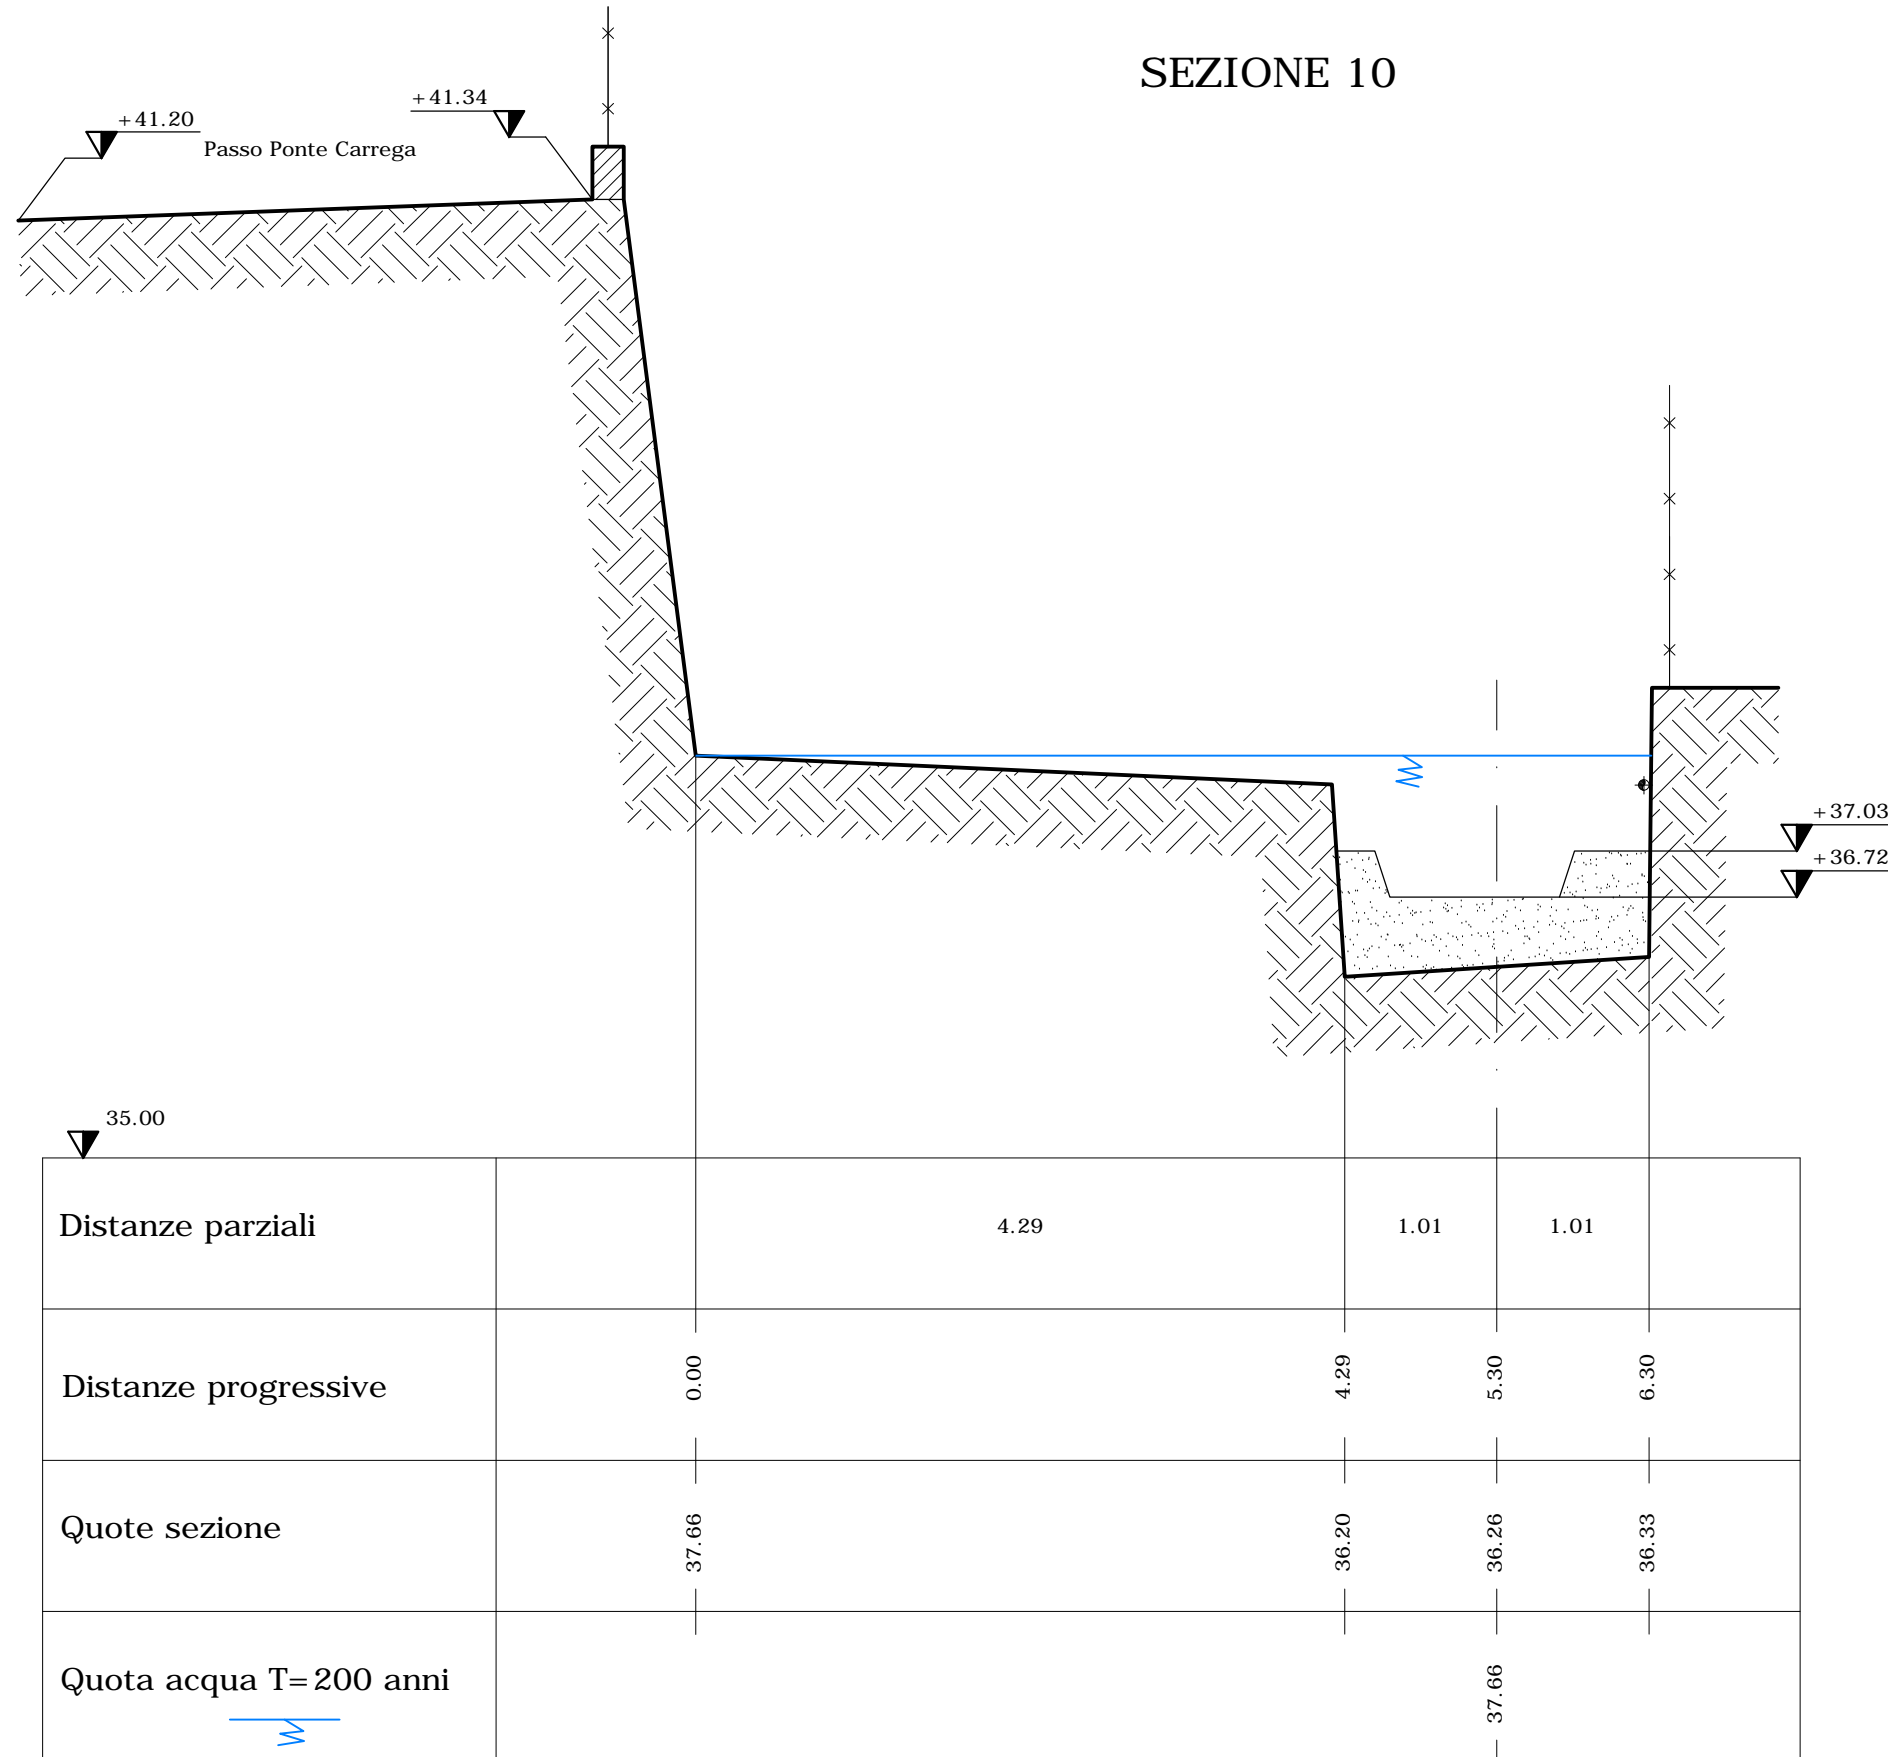 SEZIONE 10
+41.34
+41.20
Passo Ponte Carrega
+37.03
+36.72
35.00
Distanze parziali 4.29 1.01 1.01
Distanze progressive 0.00 4.29 5.30 6.30
Quote sezione 37.66 36.20 36.26 36.33
Quota acqua T=200 anni 37.66